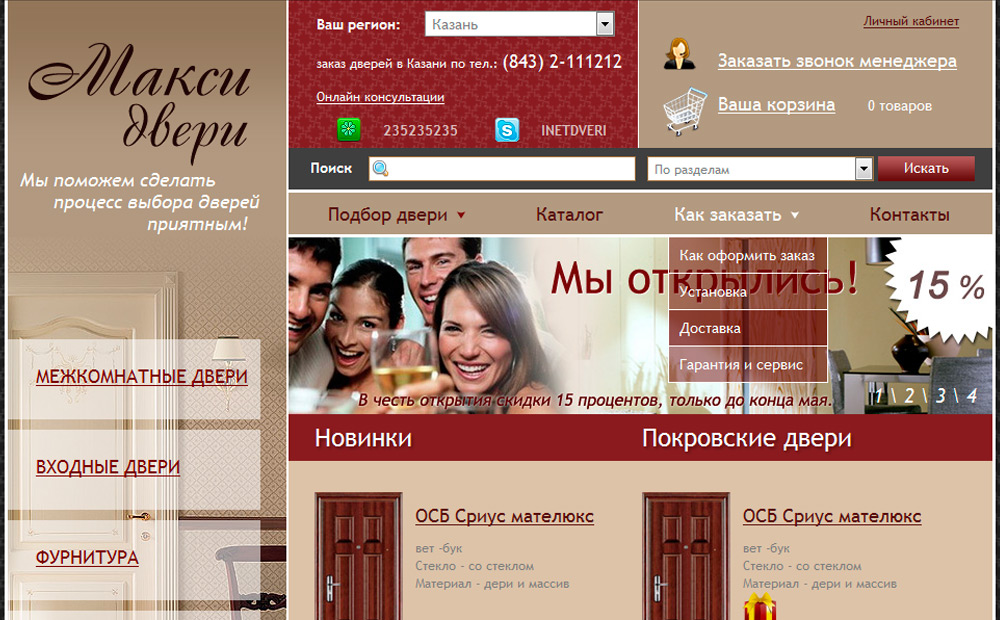 Макси
двери
Мы поможем сделать
процесс выбора дверей
приятным!
МЕЖКОМНАТНЫЕ ДВЕРИ
ВХОДНЫЕ ДВЕРИ
ФУРНИТУРА
Ваш регион: Казань
заказ дверей в Казани по тел.: (843) 2-111212
Онлайн консультации
235235235 INETDVERI
Личный кабинет
Заказать звонок менеджера
Ваша корзина 0 товаров
Поиск По разделам Искать
Подбор двери Каталог Как заказать Контакты
Как оформить заказ
Установка
Доставка
Гарантия и сервис
Мы открылись!
15 %
В честь открытия скидки 15 процентов, только до конца мая.
1 \ 2 \ 3 \ 4
Новинки Покровские двери
ОСБ Сриус мателюкс
вет -бук
Стекло - со стеклом
Материал - дери и массив
ОСБ Сриус мателюкс
вет -бук
Стекло - со стеклом
Материал - дери и массив